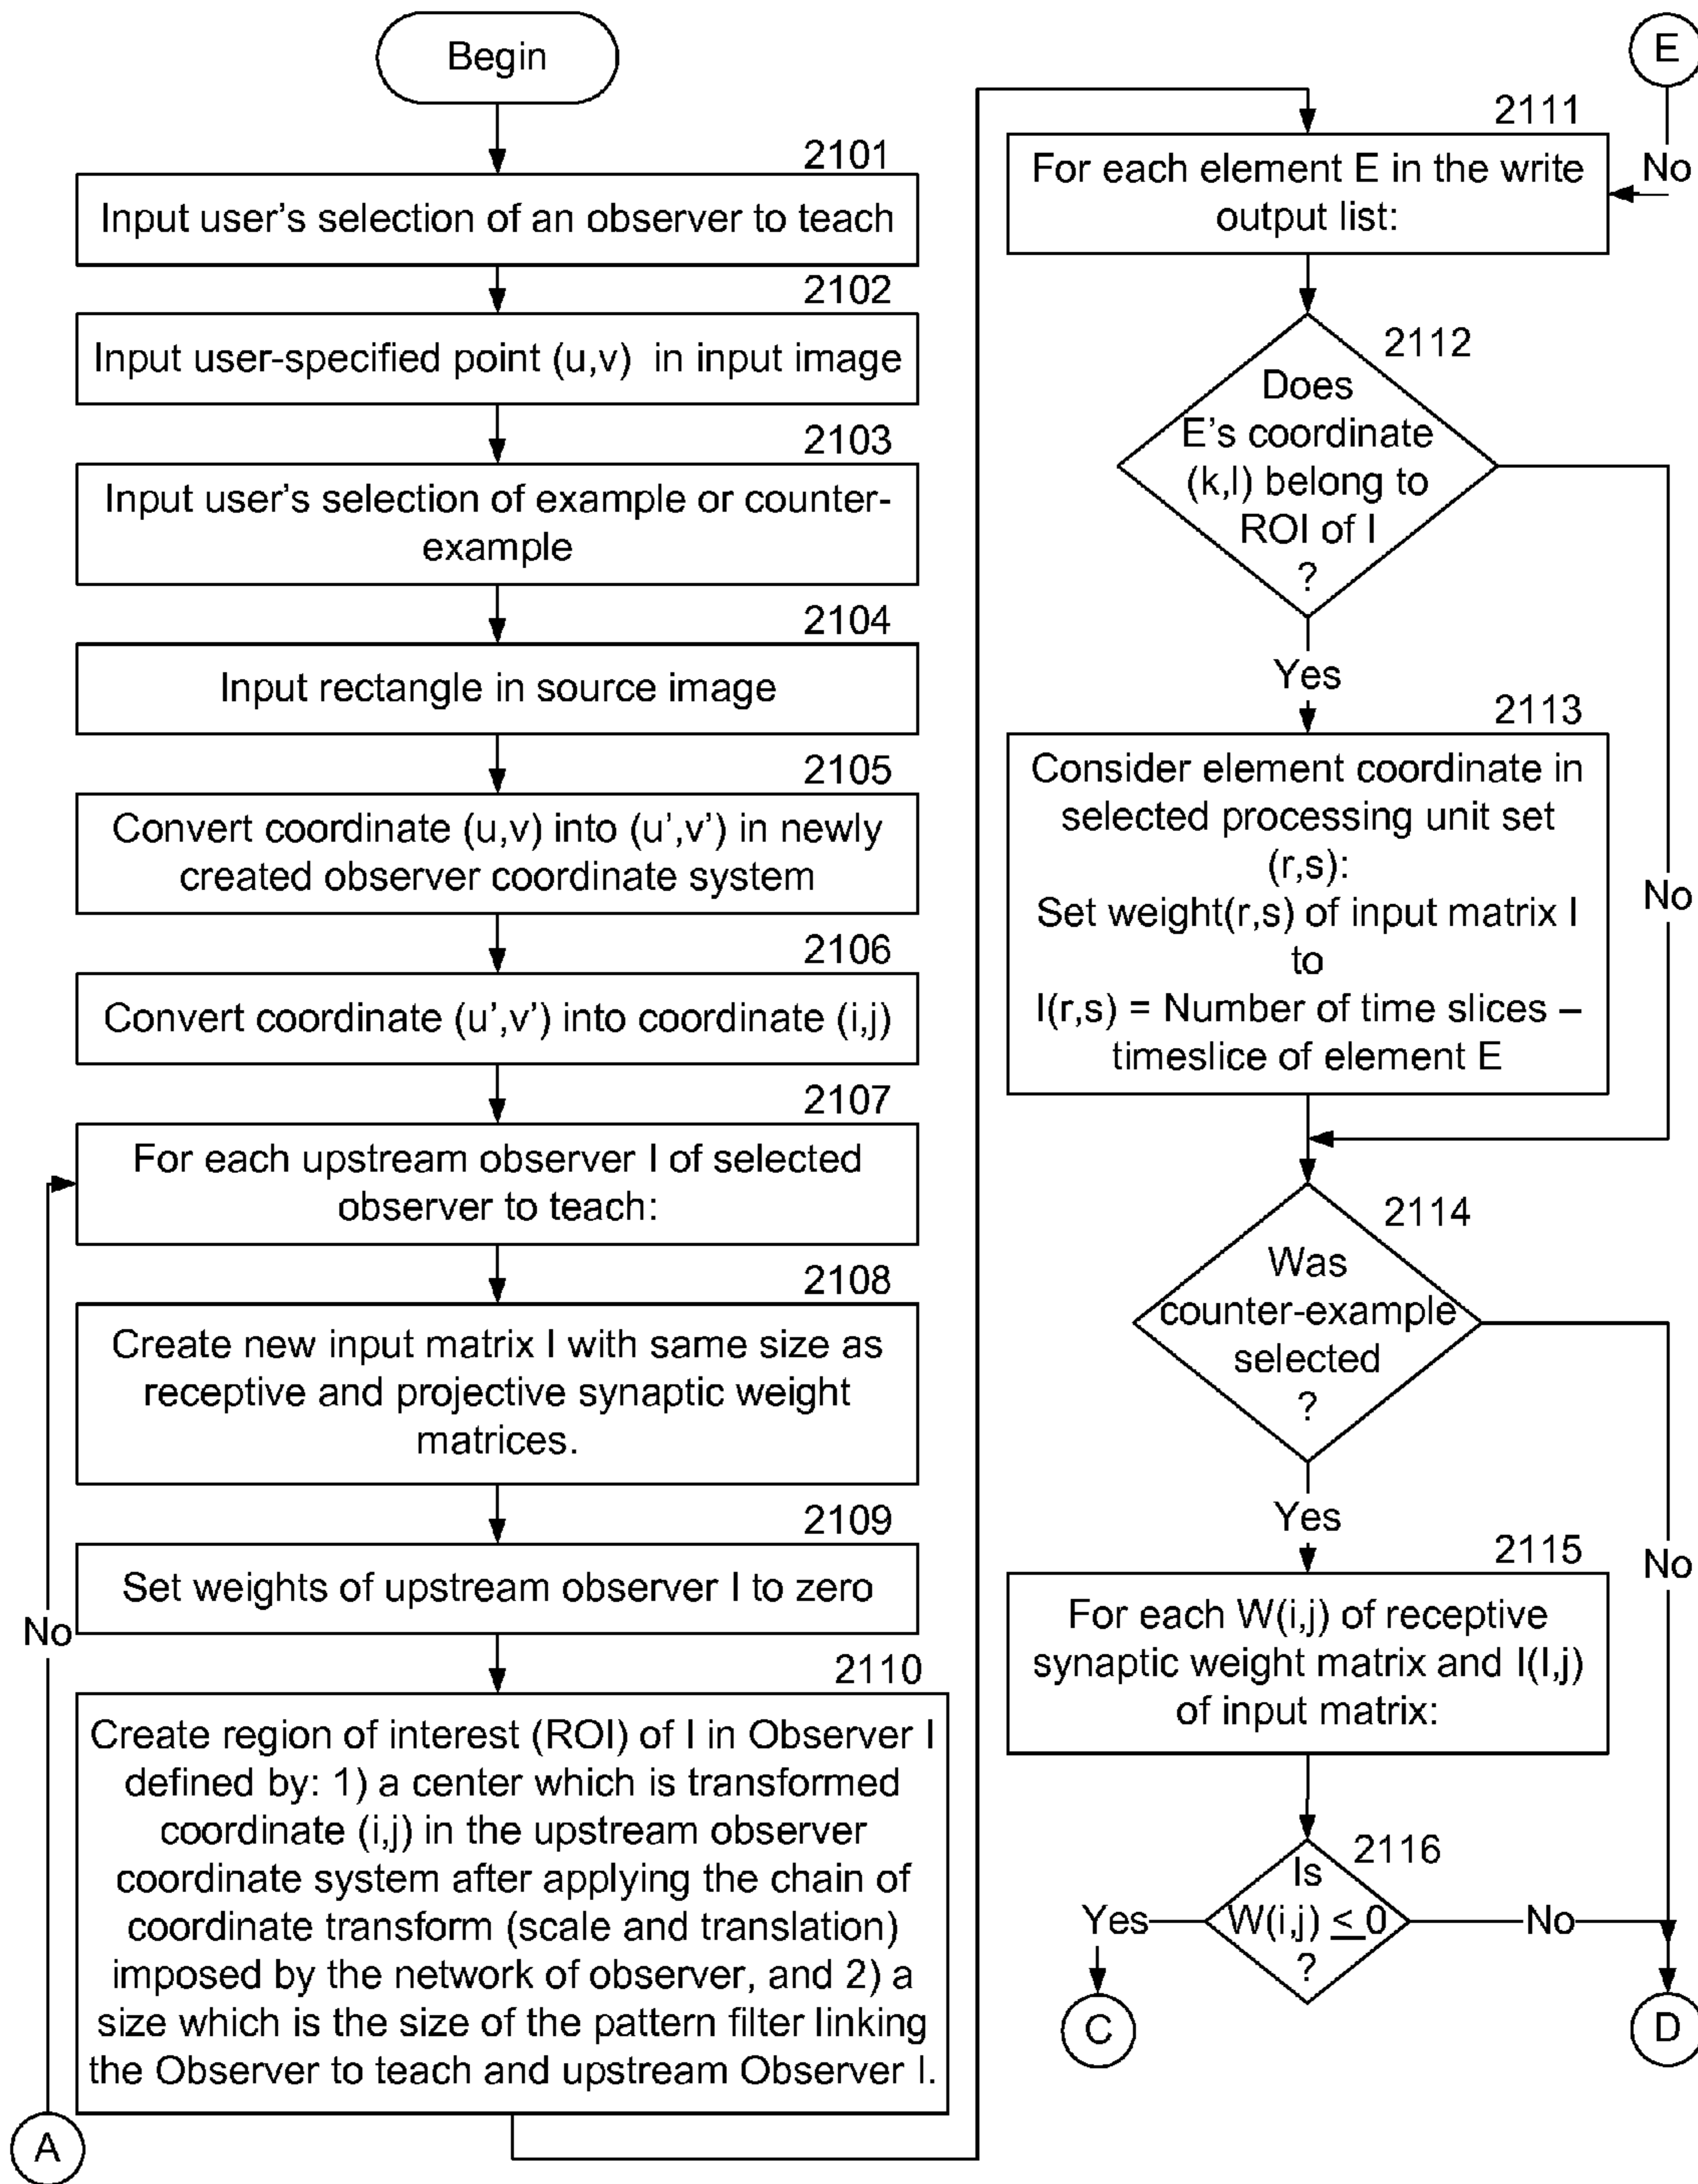 Begin
2101
Input user's selection of an observer to teach
2102
Input user-specified point (u,v) in input image
2103
Input user's selection of example or counter-
example
2104
Input rectangle in source image
2105
Convert coordinate (u,v) into (u',v') in newly
created observer coordinate system
2106
Convert coordinate (u',v') into coordinate (i,j)
2107
For each upstream observer I of selected
observer to teach:
2108
Create new input matrix I with same size as
receptive and projective synaptic weight
matrices.
2109
Set weights of upstream observer I to zero
No
2110
Create region of interest (ROI) of I in Observer I
defined by: 1) a center which is transformed
coordinate (i,j) in the upstream observer
coordinate system after applying the chain of
coordinate transform (scale and translation)
imposed by the network of observer, and 2) a
size which is the size of the pattern filter linking
the Observer to teach and upstream Observer I.
A
E
2111
No
For each element E in the write
output list:
2112
Does
E's coordinate
(k,l) belong to
ROI of I
?
Yes
No
2113
Consider element coordinate in
selected processing unit set
(r,s):
Set weight(r,s) of input matrix I
to
I(r,s) = Number of time slices –
timeslice of element E
2114
Was
counter-example
selected
?
Yes
No
2115
For each W(i,j) of receptive
synaptic weight matrix and I(I,j)
of input matrix:
2116
Is
W(i,j) ≤ 0
?
Yes
No
C
D